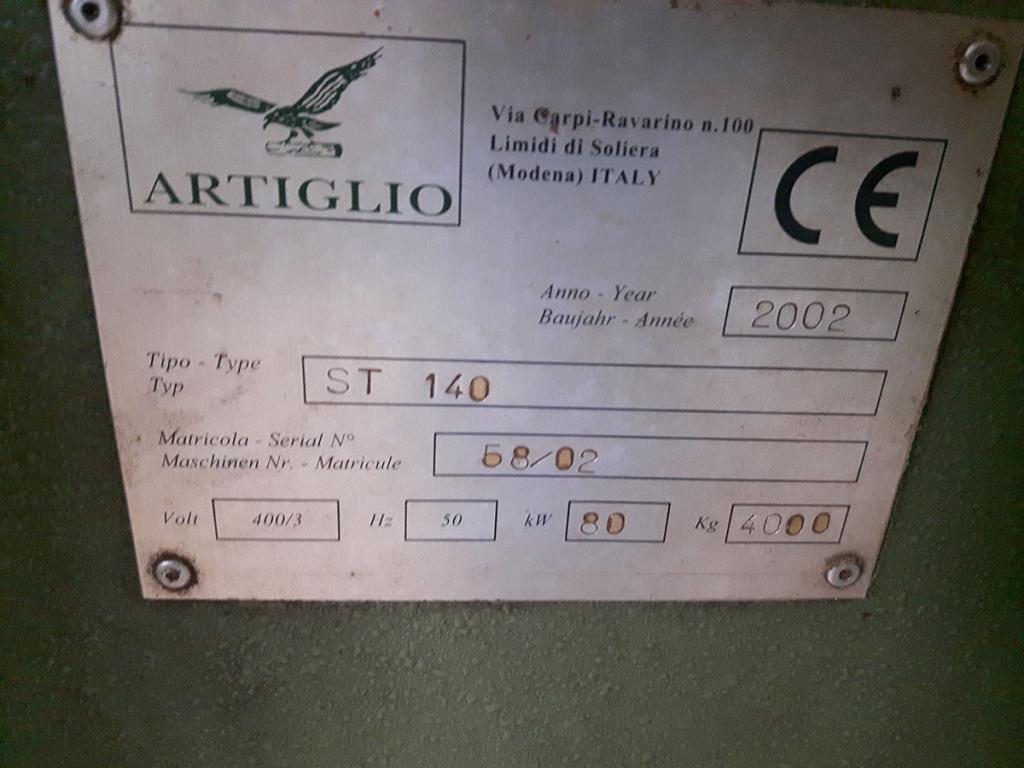 ARTIGLIO
Via Carpi-Ravarino n.100
Limidi di Soliera
(Modena) ITALY
CE
Anno - Year
Baujahr - Année
2002
Tipo - Type
Typ
ST 140
Matricola - Serial N°
Maschinen Nr. - Matricule
58/02
Volt 400/3 Hz 50 kW 80 Kg 4000